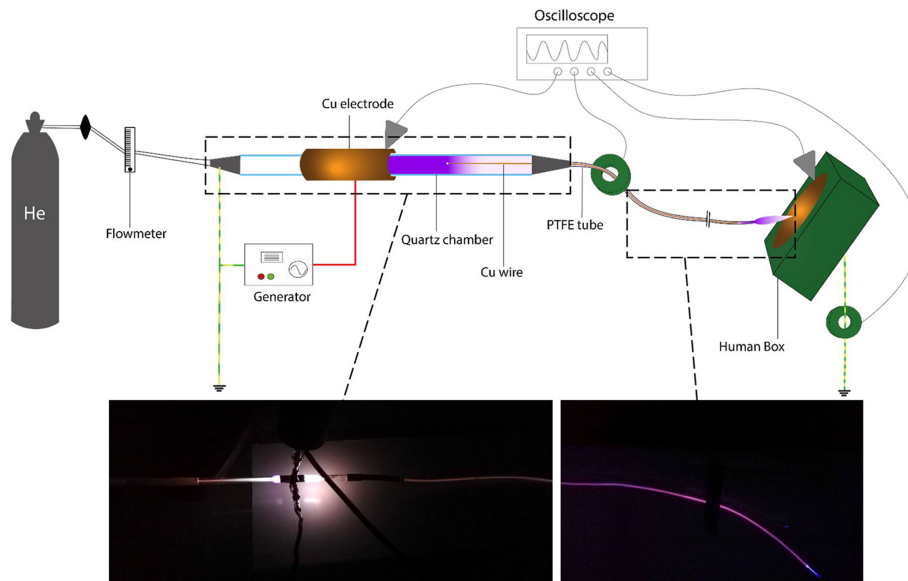 Oscilloscope
Cu electrode
He
Flowmeter
Quartz chamber
PTFE tube
Cu wire
Generator
Human Box